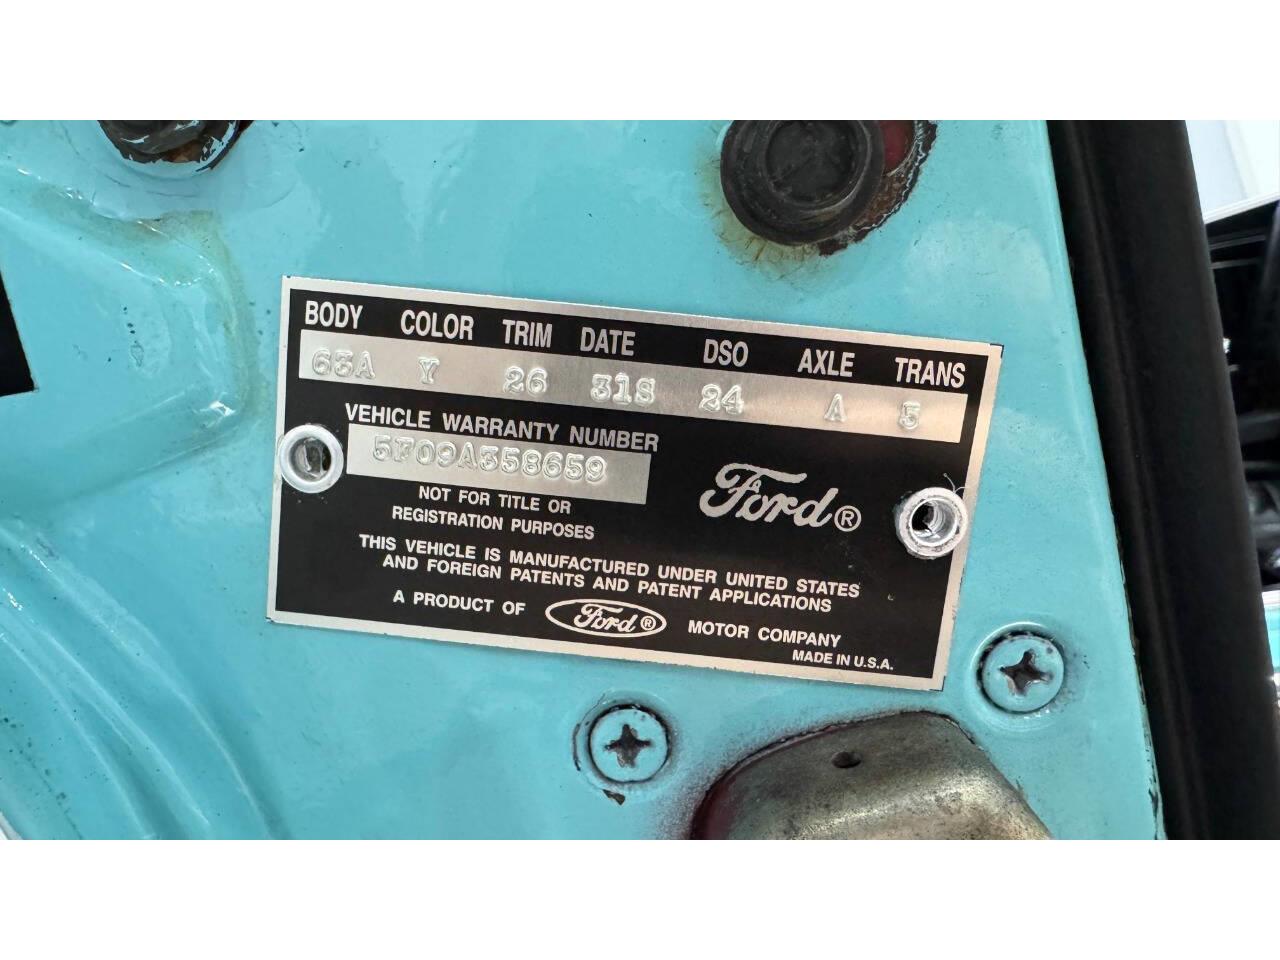 BODY COLOR TRIM DATE DSO AXLE TRANS
63A Y 26 31S 24 A 5
VEHICLE WARRANTY NUMBER
5F09A358659
NOT FOR TITLE OR
REGISTRATION PURPOSES
Ford®
THIS VEHICLE IS MANUFACTURED UNDER UNITED STATES
AND FOREIGN PATENTS AND PATENT APPLICATIONS
A PRODUCT OF Ford® MOTOR COMPANY
MADE IN U.S.A.